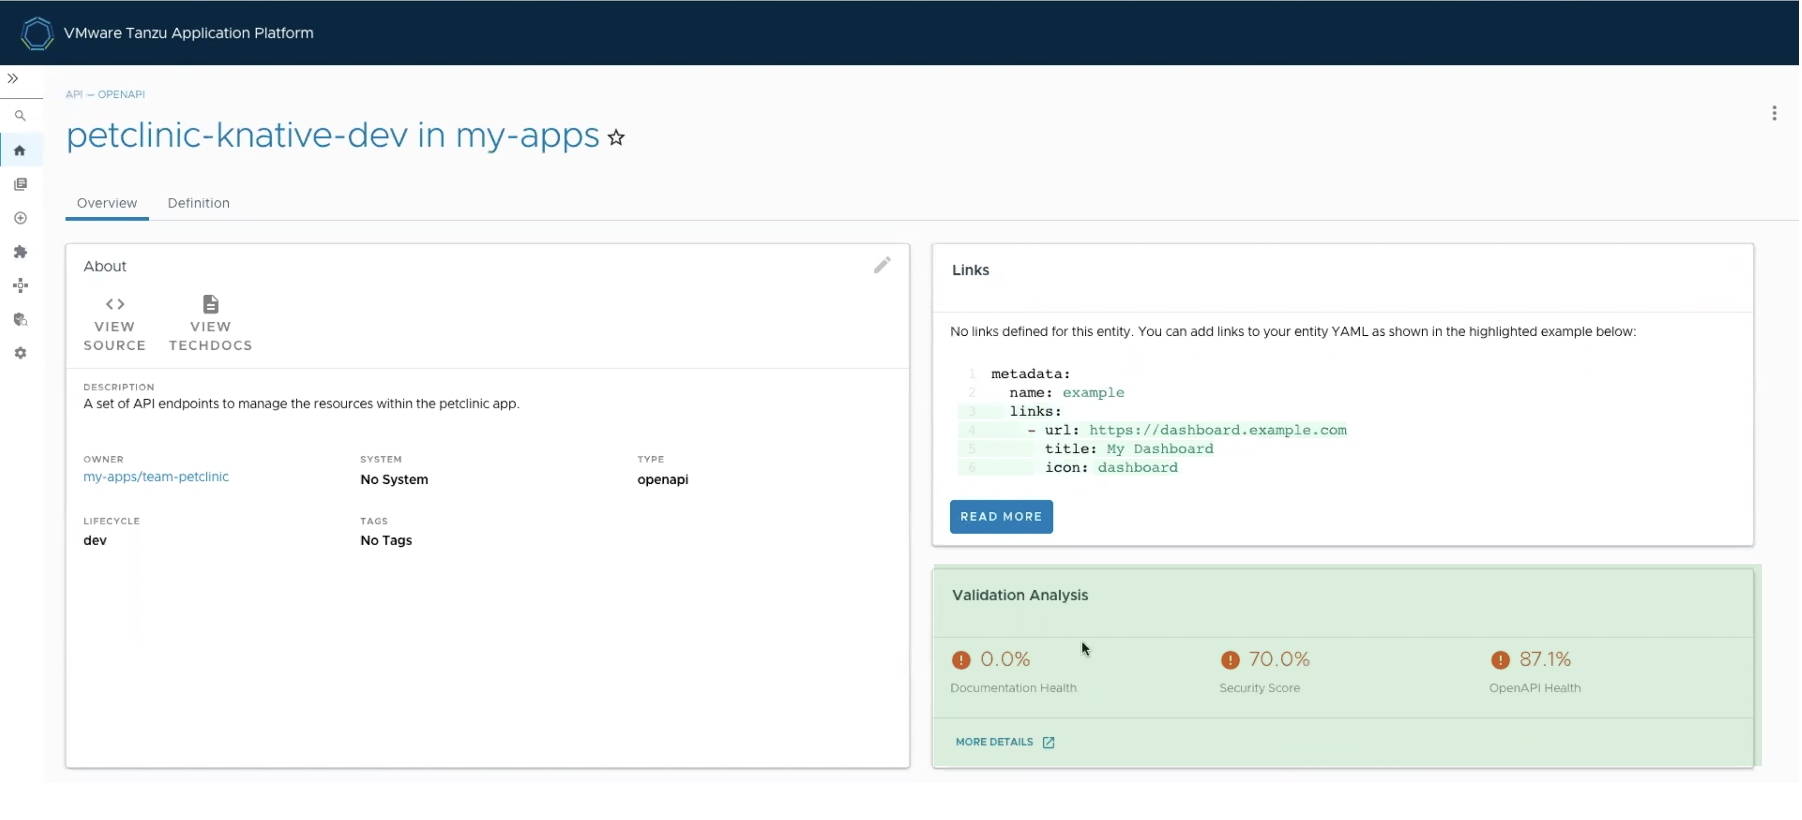 VMware Tanzu Application Platform
API — OPENAPI
petclinic-knative-dev in my-apps
Overview
Definition
About
VIEW
SOURCE
VIEW
TECHDOCS
DESCRIPTION
A set of API endpoints to manage the resources within the petclinic app.
OWNER
my-apps/team-petclinic
SYSTEM
No System
TYPE
openapi
LIFECYCLE
dev
TAGS
No Tags
Links
No links defined for this entity. You can add links to your entity YAML as shown in the highlighted example below:
1 metadata:
2 name: example
3 links:
4 - url: https://dashboard.example.com
5 title: My Dashboard
6 icon: dashboard
READ MORE
Validation Analysis
0.0%
Documentation Health
70.0%
Security Score
87.1%
OpenAPI Health
MORE DETAILS